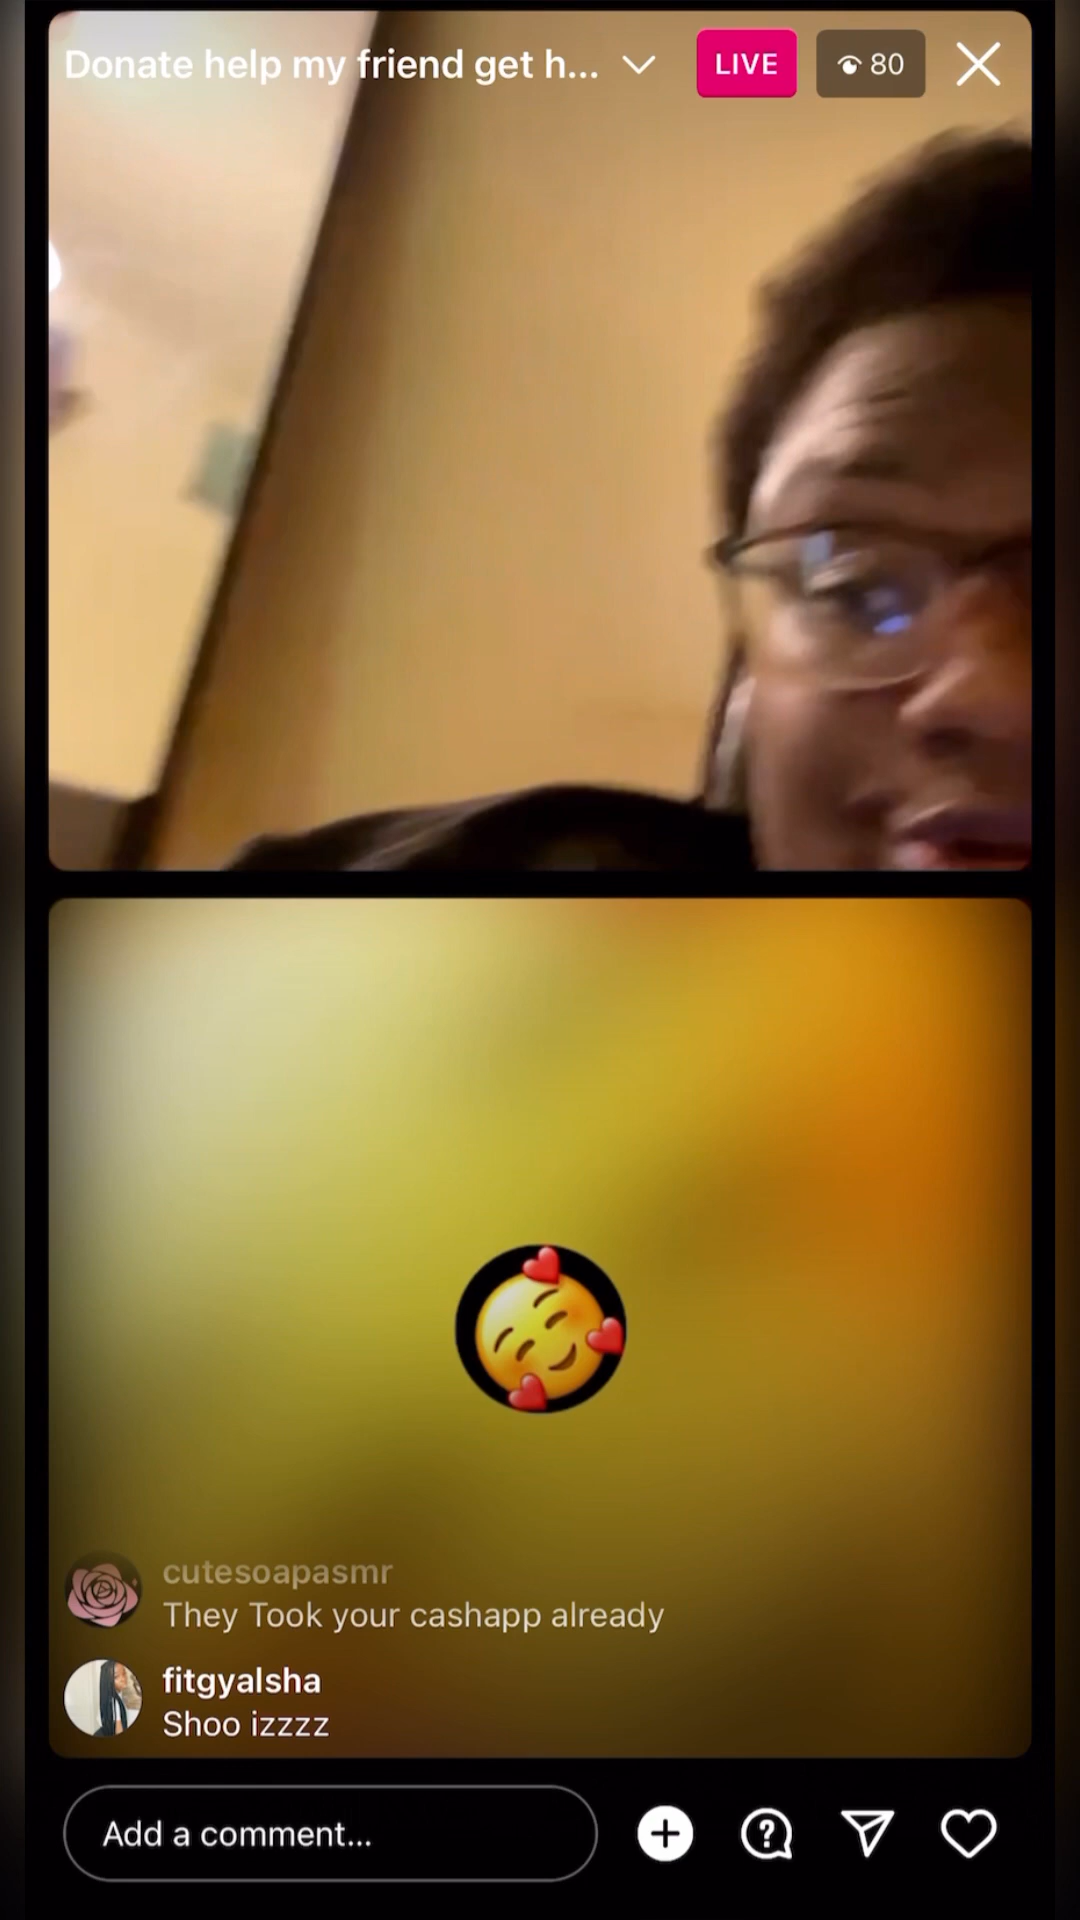 Donate help my friend get h...
LIVE
80
cutesoapasmr
They Took your cashapp already
fitgyalsha
Shoo izzzz
Add a comment...